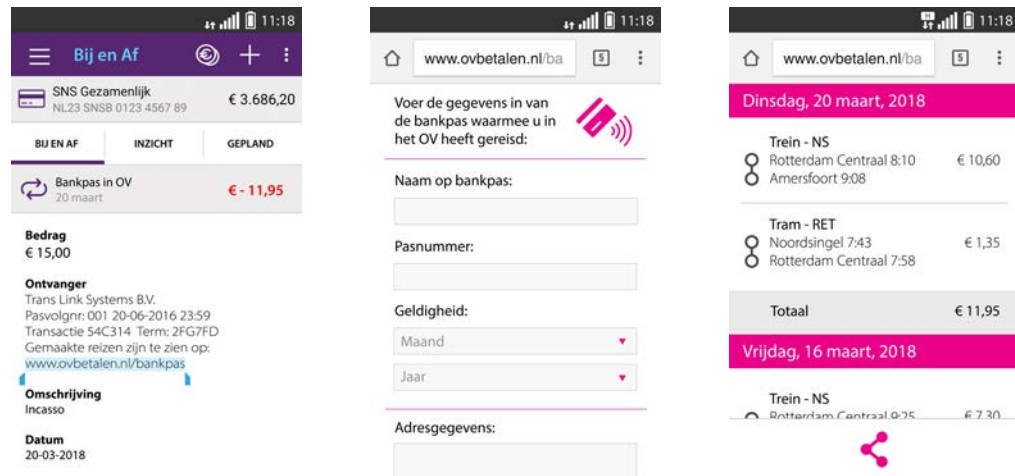 11:18
Bij en Af
SNS Gezamenlijk
€ 3.686,20
NL23 SNSB 0123 4567 89
BIJ EN AF
INZICHT
GEPLAND
Bankpas in OV
20 maart
€ - 11,95
Bedrag
€ 15,00
Ontvanger
Trans Link Systems B.V.
Pasvolgnr: 001 20-06-2016 23:59
Transactie 54C314 Term: 2FG7FD
Gemaakte reizen zijn te zien op:
www.ovbetalen.nl/bankpas
Omschrijving
Incasso
Datum
20-03-2018
11:18
www.ovbetalen.nl/ba
5
Voer de gegevens in van
de bankpas waarmee u in
het OV heeft gereisd:
Naam op bankpas:
Pasnummer:
Geldigheid:
Maand
Jaar
Adresgegevens:
H
11:18
www.ovbetalen.nl/ba
5
Dinsdag, 20 maart, 2018
Trein - NS
Rotterdam Centraal 8:10
€ 10,60
Amersfoort 9:08
Tram - RET
Noordsingel 7:43
€ 1,35
Rotterdam Centraal 7:58
Totaal
€ 11,95
Vrijdag, 16 maart, 2018
Trein - NS
Rotterdam Centraal 9:25
€ 7,30